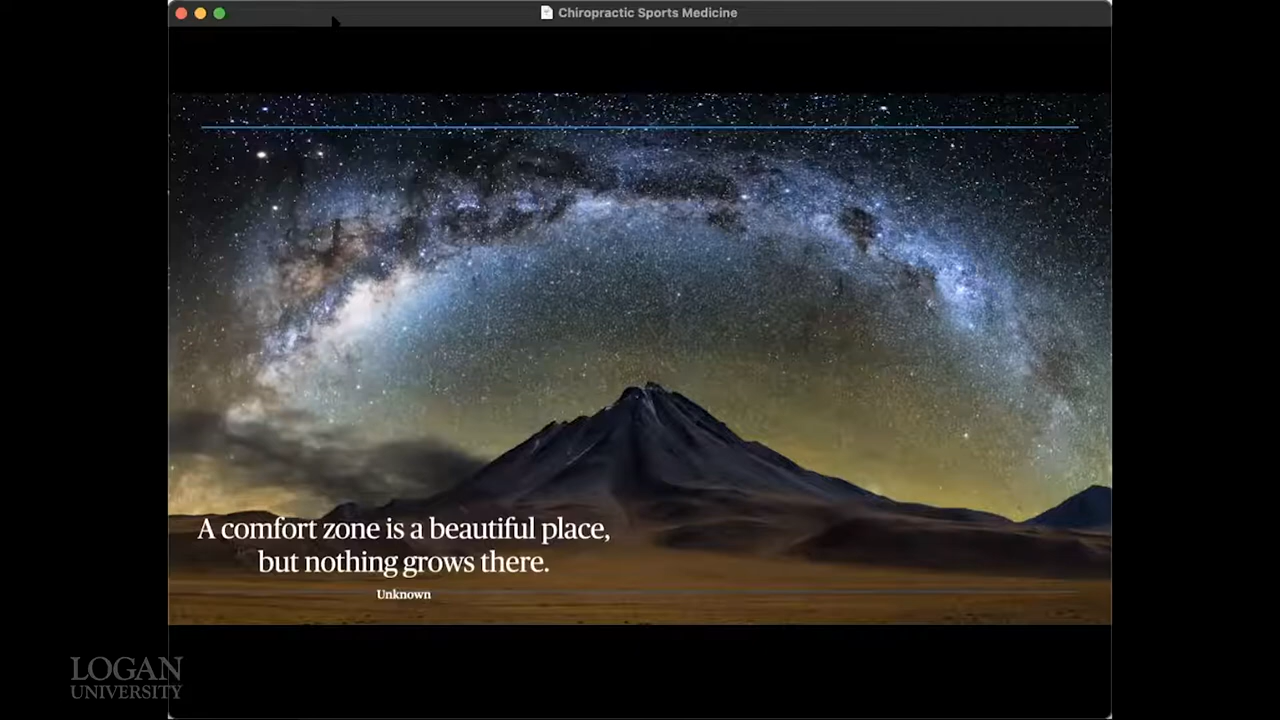 Chiropractic Sports Medicine
A comfort zone is a beautiful place,
but nothing grows there.
Unknown
LOGAN
UNIVERSITY